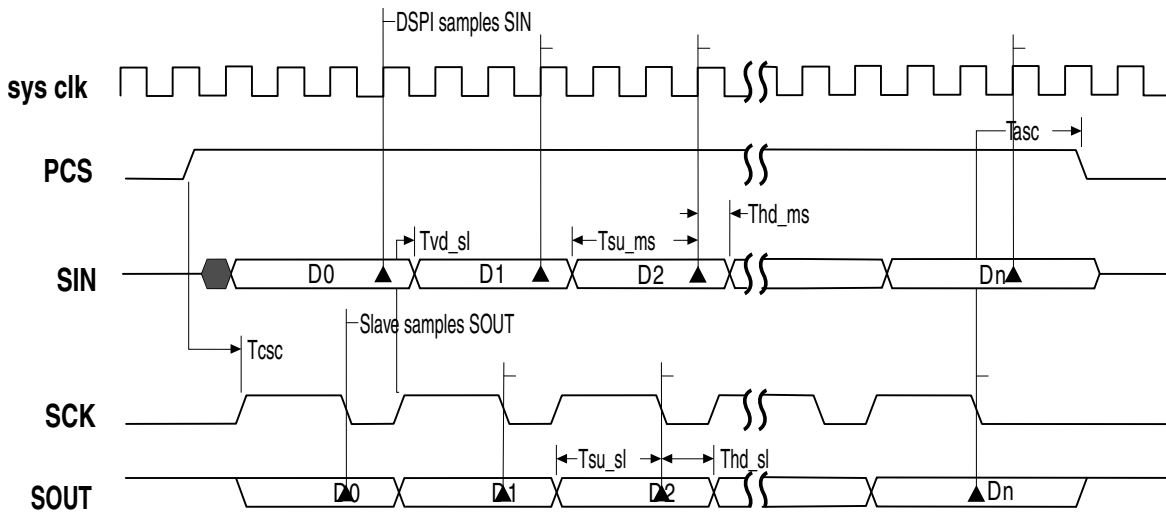 DSPI samples SIN
sys clk
Tasc
PCS
Thd_ms
Tvd_sl
Tsu_ms
SIN
D0
D1
D2
Dn
Slave samples SOUT
Tcsc
SCK
Tsu_sl
Thd_sl
SOUT
D0
D1
D2
Dn